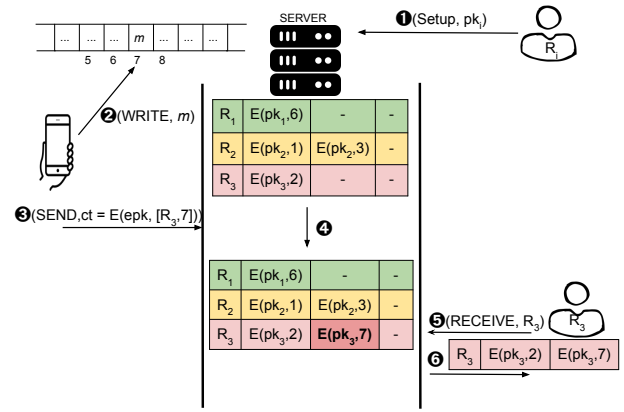 SERVER
❶(Setup, pkᵢ)
Rᵢ
... ... ... m ... ... ...
5 6 7 8
❷(WRITE, m)
R₁ E(pk₁,6) - -
R₂ E(pk₂,1) E(pk₂,3) -
R₃ E(pk₃,2) - -
❸(SEND,ct = E(epk, [R₃,7]))
❹
R₁ E(pk₁,6) - -
R₂ E(pk₂,1) E(pk₂,3) -
R₃ E(pk₃,2) E(pk₃,7) -
❺(RECEIVE, R₃)
R₃
❻
R₃ E(pk₃,2) E(pk₃,7)